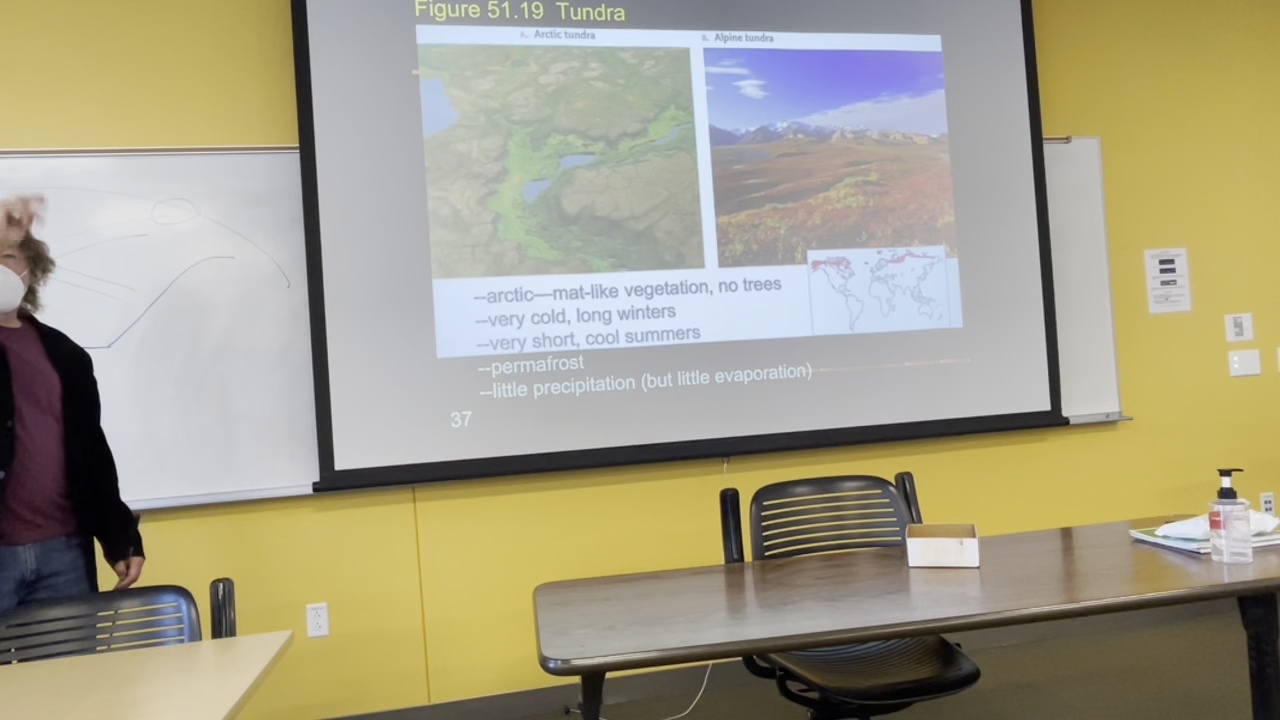 Figure 51.19 Tundra
Arctic tundra
Alpine tundra
--arctic—mat-like vegetation, no trees
--very cold, long winters
--very short, cool summers
--permafrost
--little precipitation (but little evaporation)
37